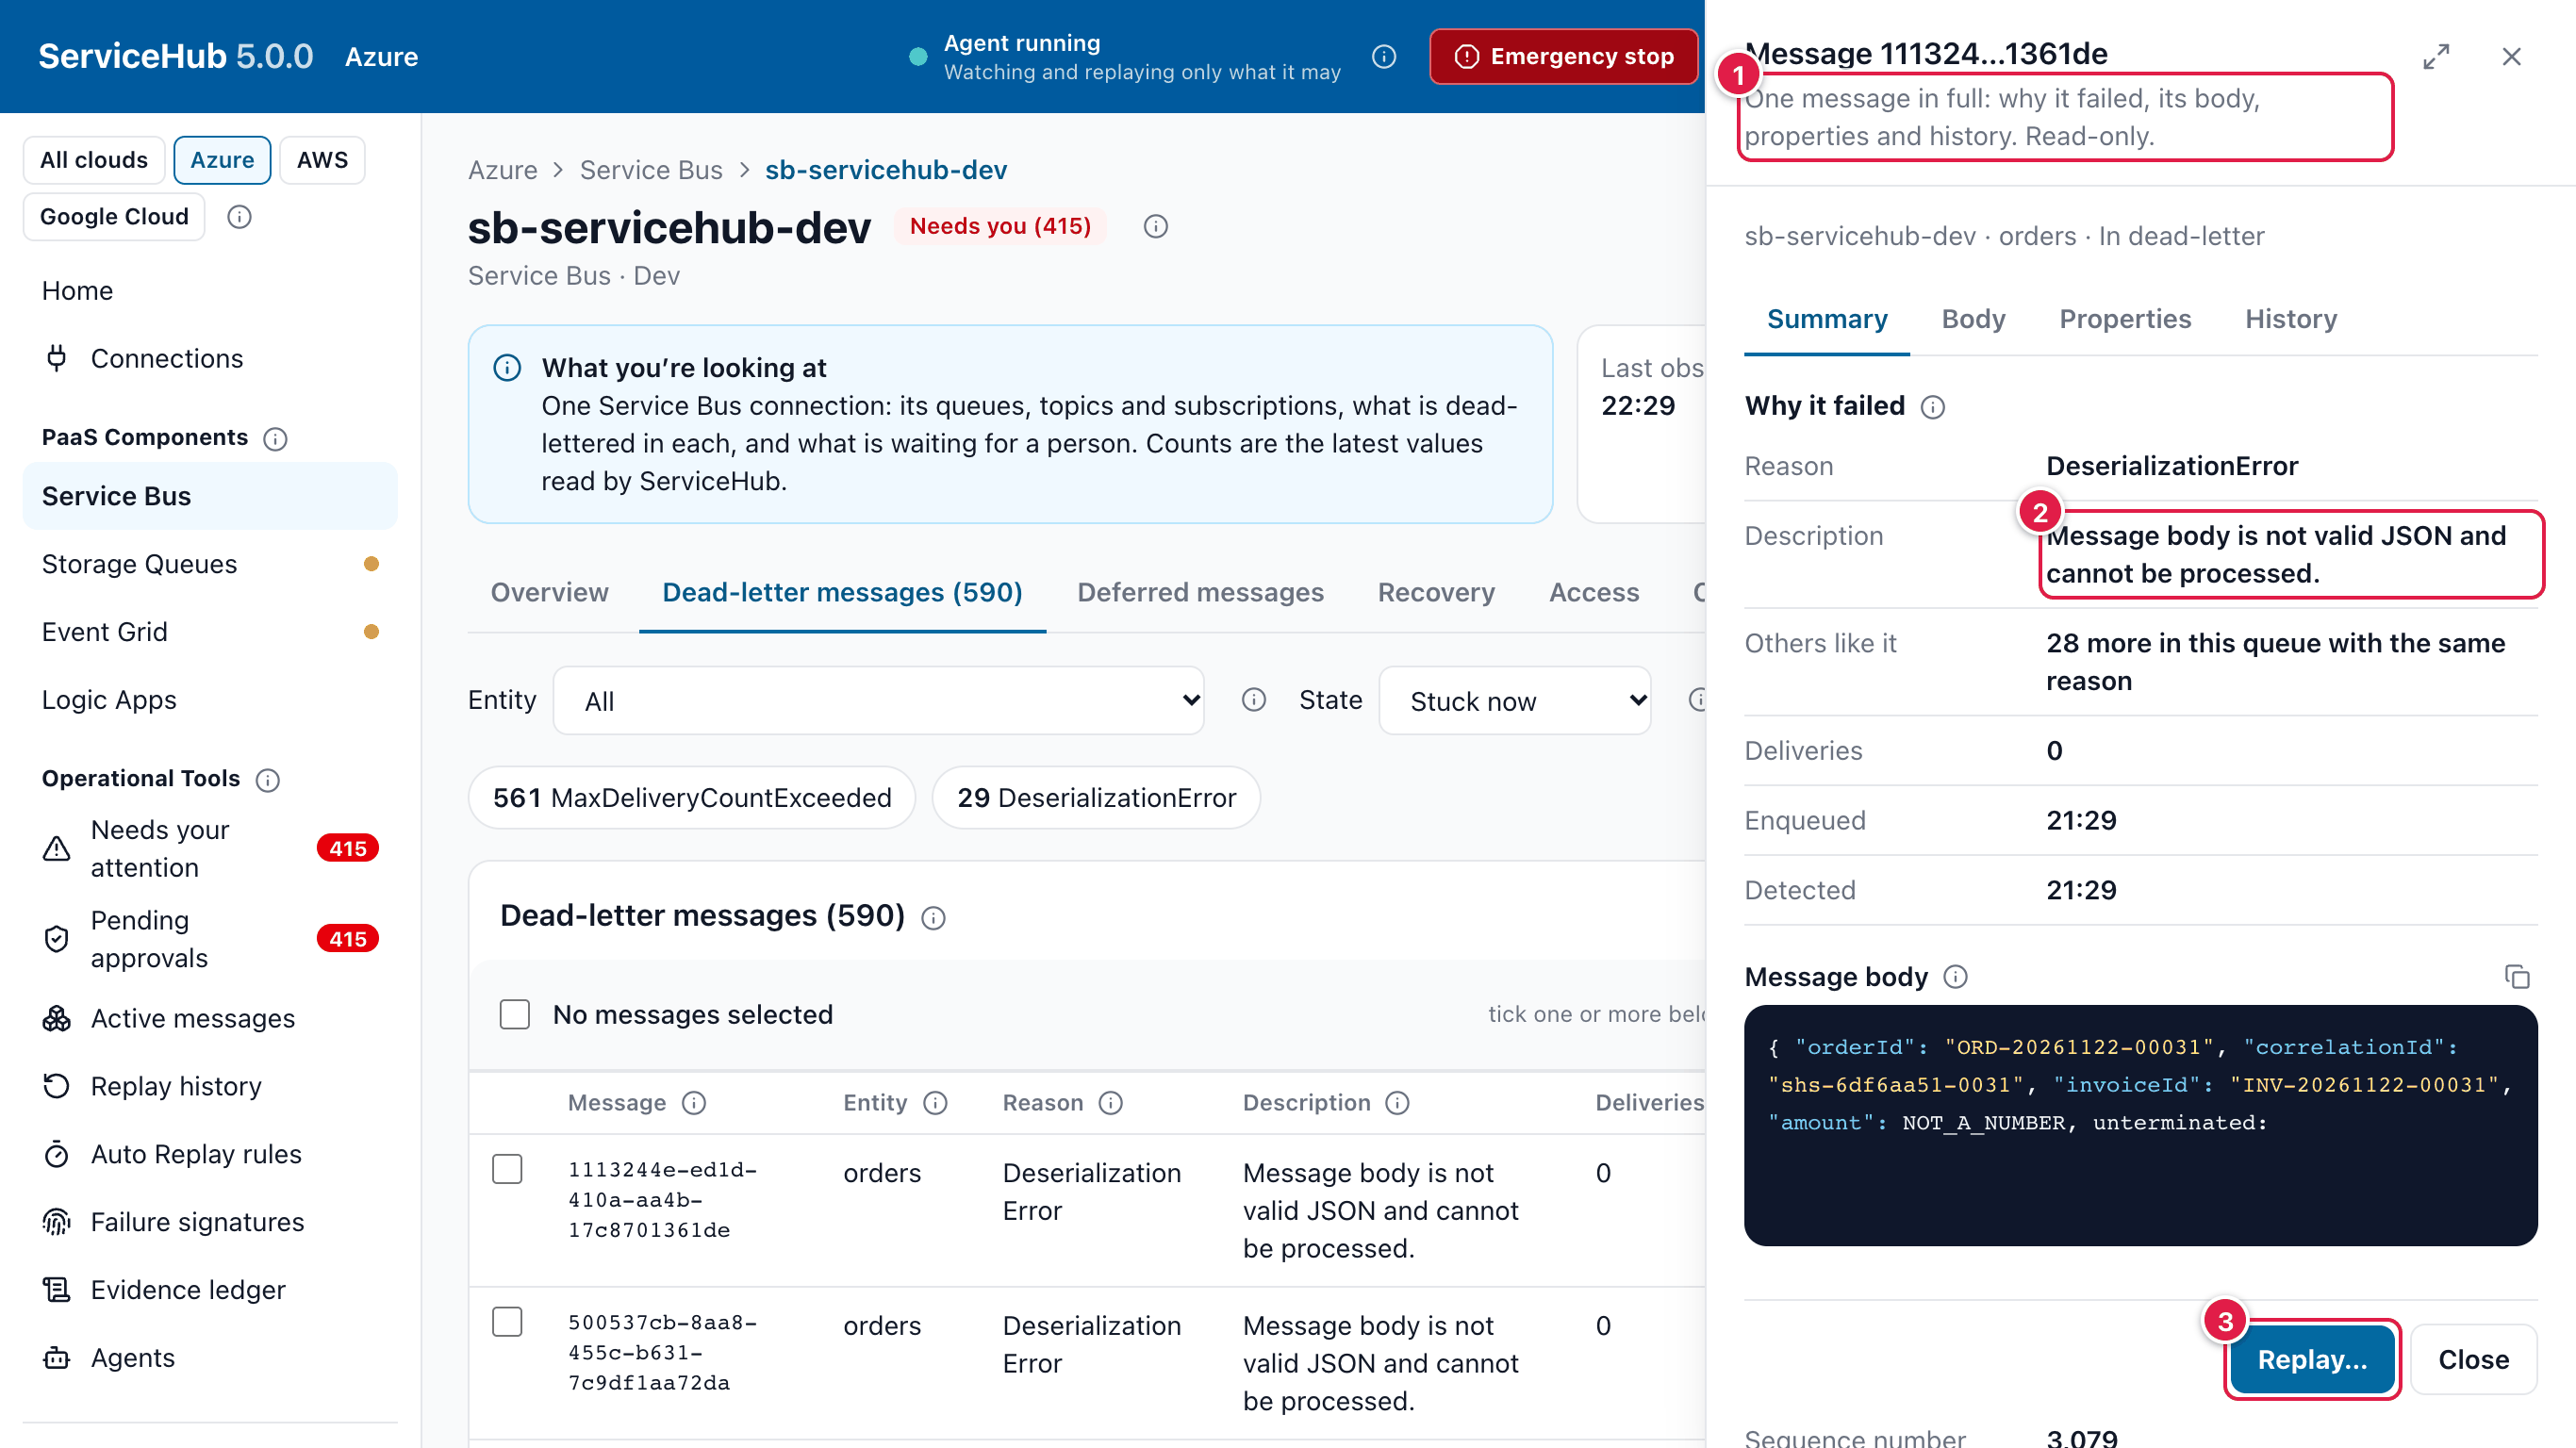 ServiceHub 5.0.0 Azure
Agent running
Watching and replaying only what it may
Emergency stop
All clouds
Azure
AWS
Google Cloud
Home
Connections
PaaS Components
Service Bus
Storage Queues
Event Grid
Logic Apps
Operational Tools
Needs your
attention
415
Pending
approvals
415
Active messages
Replay history
Auto Replay rules
Failure signatures
Evidence ledger
Agents
Azure > Service Bus > sb-servicehub-dev
sb-servicehub-dev
Needs you (415)
Service Bus · Dev
What you’re looking at
One Service Bus connection: its queues, topics and subscriptions, what is dead-
lettered in each, and what is waiting for a person. Counts are the latest values
read by ServiceHub.
Last obs
22:29
Overview
Dead-letter messages (590)
Deferred messages
Recovery
Access
Entity
All
State
Stuck now
561 MaxDeliveryCountExceeded
29 DeserializationError
Dead-letter messages (590)
No messages selected
tick one or more belo
Message
Entity
Reason
Description
Deliveries
1113244e-ed1d-
410a-aa4b-
17c8701361de
orders
Deserialization
Error
Message body is not
valid JSON and cannot
be processed.
0
500537cb-8aa8-
455c-b631-
7c9df1aa72da
orders
Deserialization
Error
Message body is not
valid JSON and cannot
be processed.
0
Message 111324…1361de
1
One message in full: why it failed, its body,
properties and history. Read-only.
sb-servicehub-dev · orders · In dead-letter
Summary
Body
Properties
History
Why it failed
Reason
DeserializationError
2
Description
Message body is not valid JSON and
cannot be processed.
Others like it
28 more in this queue with the same
reason
Deliveries
0
Enqueued
21:29
Detected
21:29
Message body
{ "orderId": "ORD-20261122-00031", "correlationId":
"shs-6df6aa51-0031", "invoiceId": "INV-20261122-00031",
"amount": NOT_A_NUMBER, unterminated:
3
Replay...
Close
Sequence number
3,079